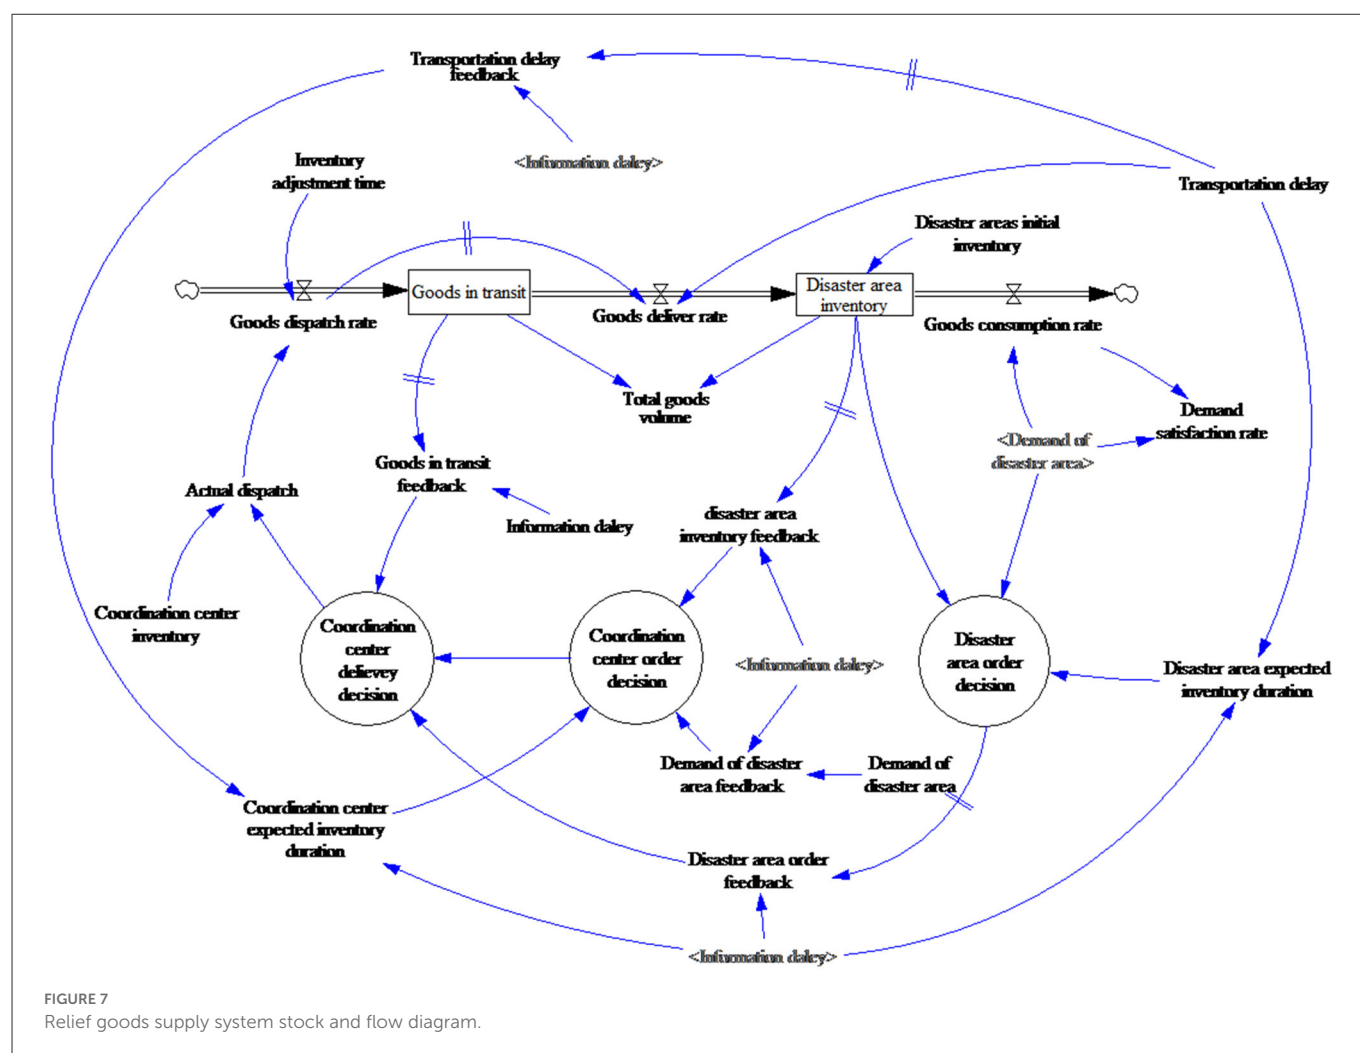 Transportation delay
feedback
<Information daley>
Inventory
adjustment time
Transportation delay
Disaster areas initial
inventory
Goods in transit
Disaster area
inventory
Goods dispatch rate
Goods deliver rate
Goods consumption rate
Total goods
volume
Demand
satisfaction rate
<Demand of
disaster area>
Goods in transit
feedback
Actual dispatch
Information daley
disaster area
inventory feedback
Coordination center
inventory
Coordination
center
delievey
decision
Coordination
center order
decision
<Information daley>
Disaster
area order
decision
Disaster area expected
inventory duration
Demand of disaster
area feedback
Demand of
disaster area
Coordination center
expected inventory
duration
Disaster area order
feedback
<Information daley>
FIGURE 7
Relief goods supply system stock and flow diagram.